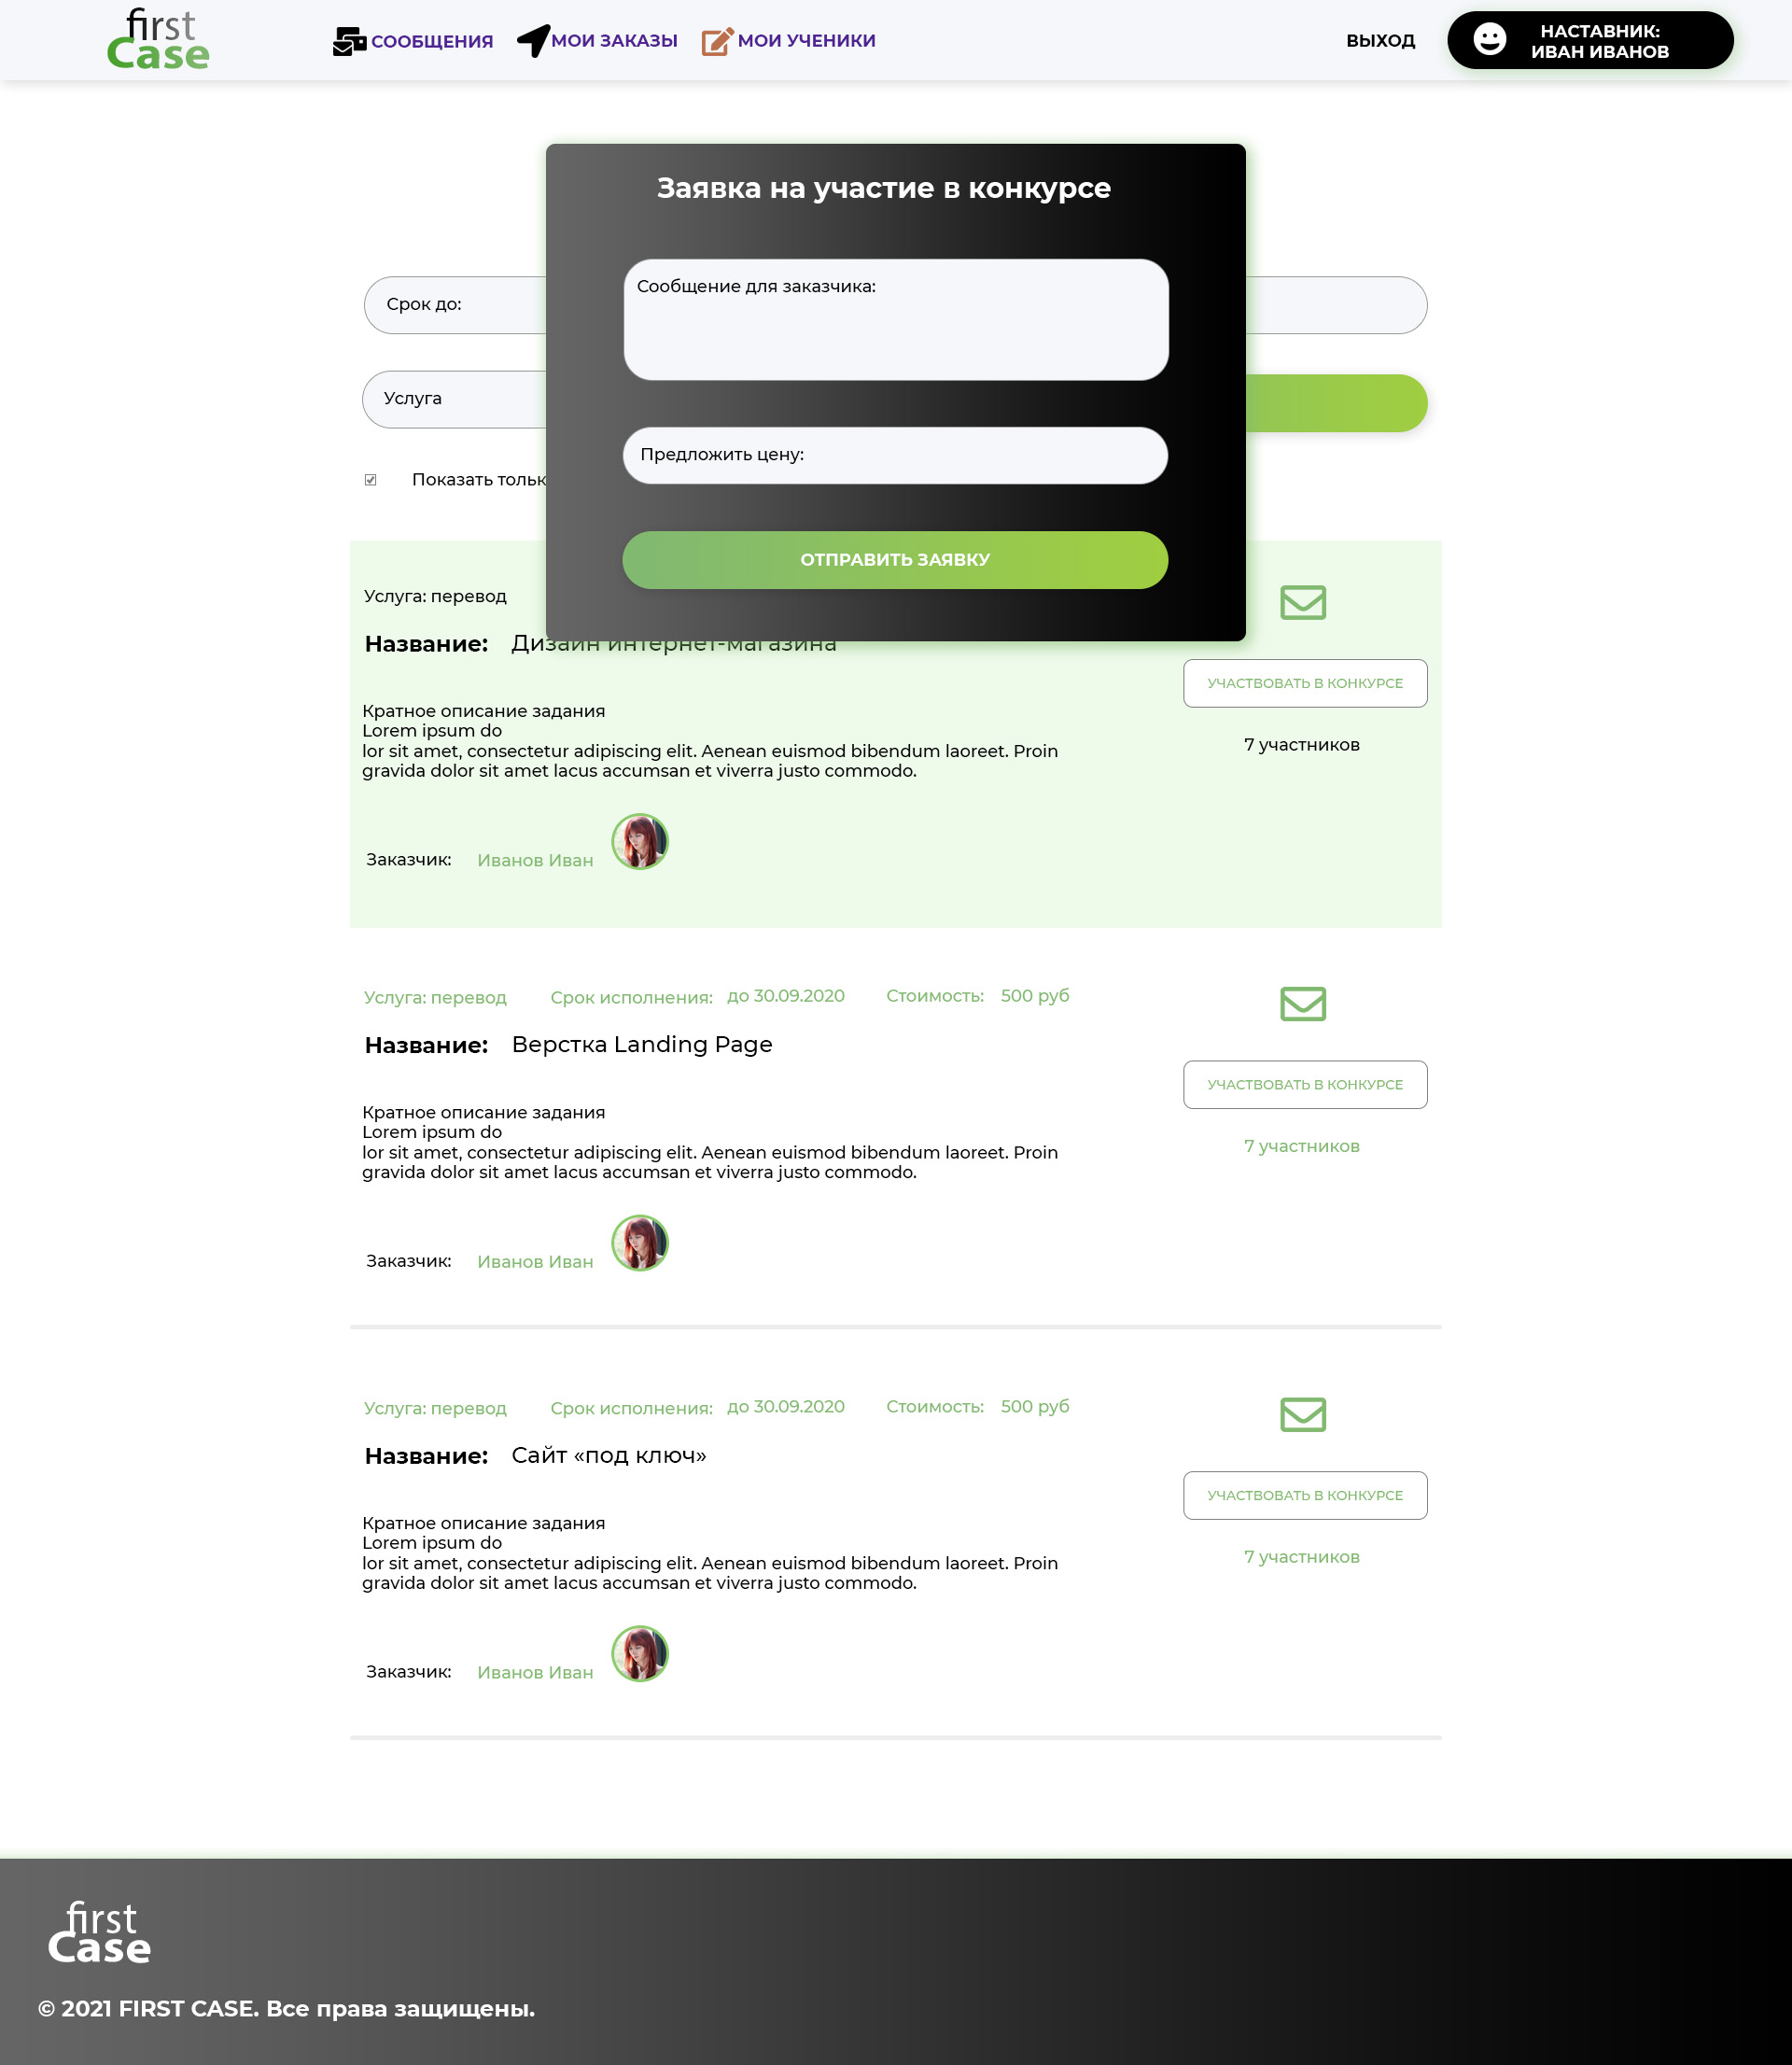 first
Case
СООБЩЕНИЯ
МОИ ЗАКАЗЫ
МОИ УЧЕНИКИ
ВЫХОД
НАСТАВНИК:
ИВАН ИВАНОВ
Заявка на участие в конкурсе
Сообщение для заказчика:
Срок до:
Услуга
Предложить цену:
Показать тольк
ОТПРАВИТЬ ЗАЯВКУ
Услуга: перевод
Название: Дизайн интернет-магазина
УЧАСТВОВАТЬ В КОНКУРСЕ
7 участников
Кратное описание задания
Lorem ipsum do
lor sit amet, consectetur adipiscing elit. Aenean euismod bibendum laoreet. Proin
gravida dolor sit amet lacus accumsan et viverra justo commodo.
Заказчик: Иванов Иван
Услуга: перевод Срок исполнения: до 30.09.2020 Стоимость: 500 руб
Название: Верстка Landing Page
УЧАСТВОВАТЬ В КОНКУРСЕ
7 участников
Кратное описание задания
Lorem ipsum do
lor sit amet, consectetur adipiscing elit. Aenean euismod bibendum laoreet. Proin
gravida dolor sit amet lacus accumsan et viverra justo commodo.
Заказчик: Иванов Иван
Услуга: перевод Срок исполнения: до 30.09.2020 Стоимость: 500 руб
Название: Сайт «под ключ»
УЧАСТВОВАТЬ В КОНКУРСЕ
7 участников
Кратное описание задания
Lorem ipsum do
lor sit amet, consectetur adipiscing elit. Aenean euismod bibendum laoreet. Proin
gravida dolor sit amet lacus accumsan et viverra justo commodo.
Заказчик: Иванов Иван
first
Case
© 2021 FIRST CASE. Все права защищены.